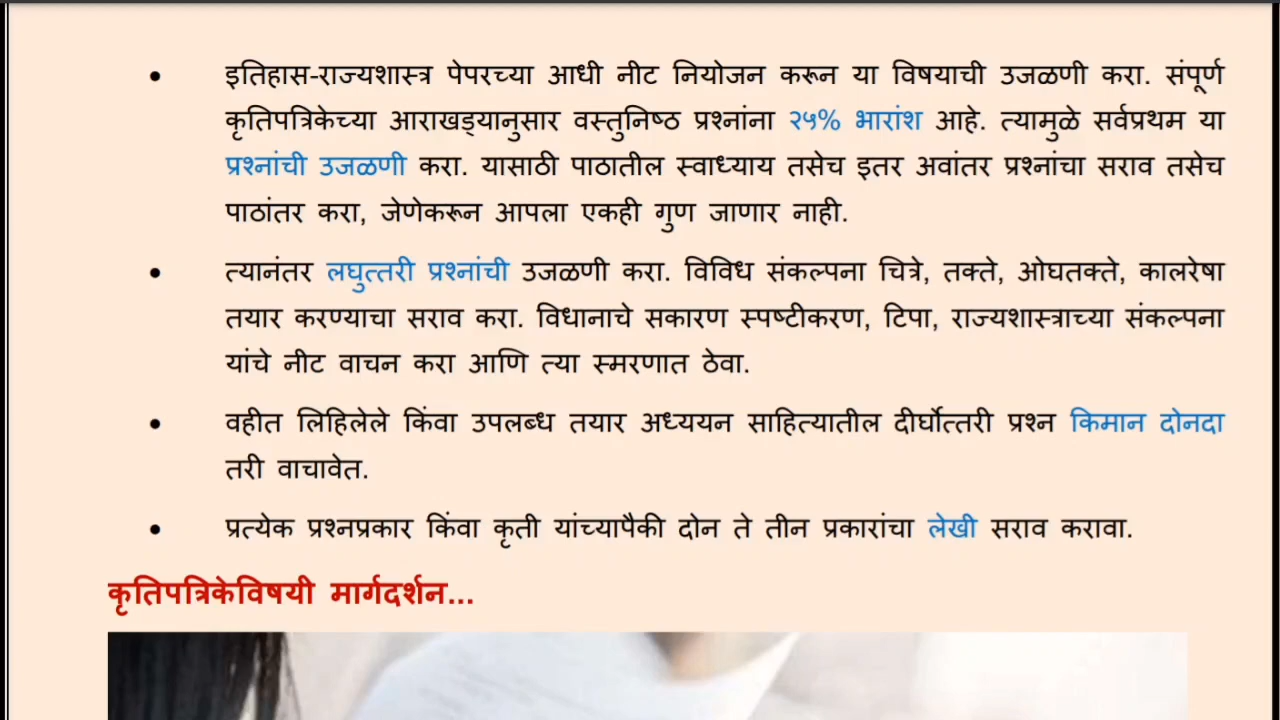 • इतिहास-राज्यशास्त्र पेपरच्या आधी नीट नियोजन करून या विषयाची उजळणी करा. संपूर्ण
कृतिपत्रिकेच्या आराखड्यानुसार वस्तुनिष्ठ प्रश्नांना २५% भारांश आहे. त्यामुळे सर्वप्रथम या
प्रश्नांची उजळणी करा. यासाठी पाठातील स्वाध्याय तसेच इतर अवांतर प्रश्नांचा सराव तसेच
पाठांतर करा, जेणेकरून आपला एकही गुण जाणार नाही.
• त्यानंतर लघुत्तरी प्रश्नांची उजळणी करा. विविध संकल्पना चित्रे, तक्ते, ओघतक्ते, कालरेषा
तयार करण्याचा सराव करा. विधानाचे सकारण स्पष्टीकरण, टिपा, राज्यशास्त्राच्या संकल्पना
यांचे नीट वाचन करा आणि त्या स्मरणात ठेवा.
• वहीत लिहिलेले किंवा उपलब्ध तयार अध्ययन साहित्यातील दीर्घोत्तरी प्रश्न किमान दोनदा
तरी वाचावेत.
• प्रत्येक प्रश्नप्रकार किंवा कृती यांच्यापैकी दोन ते तीन प्रकारांचा लेखी सराव करावा.
कृतिपत्रिकेविषयी मार्गदर्शन...